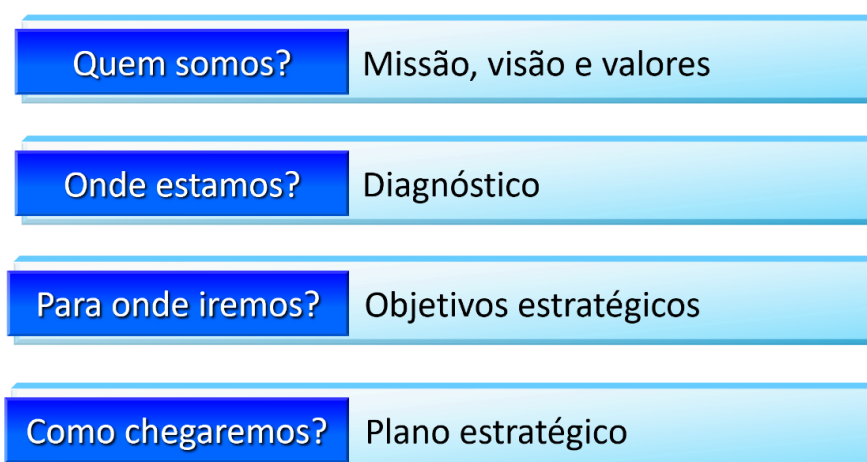 Quem somos? Missão, visão e valores
Onde estamos? Diagnóstico
Para onde iremos? Objetivos estratégicos
Como chegaremos? Plano estratégico